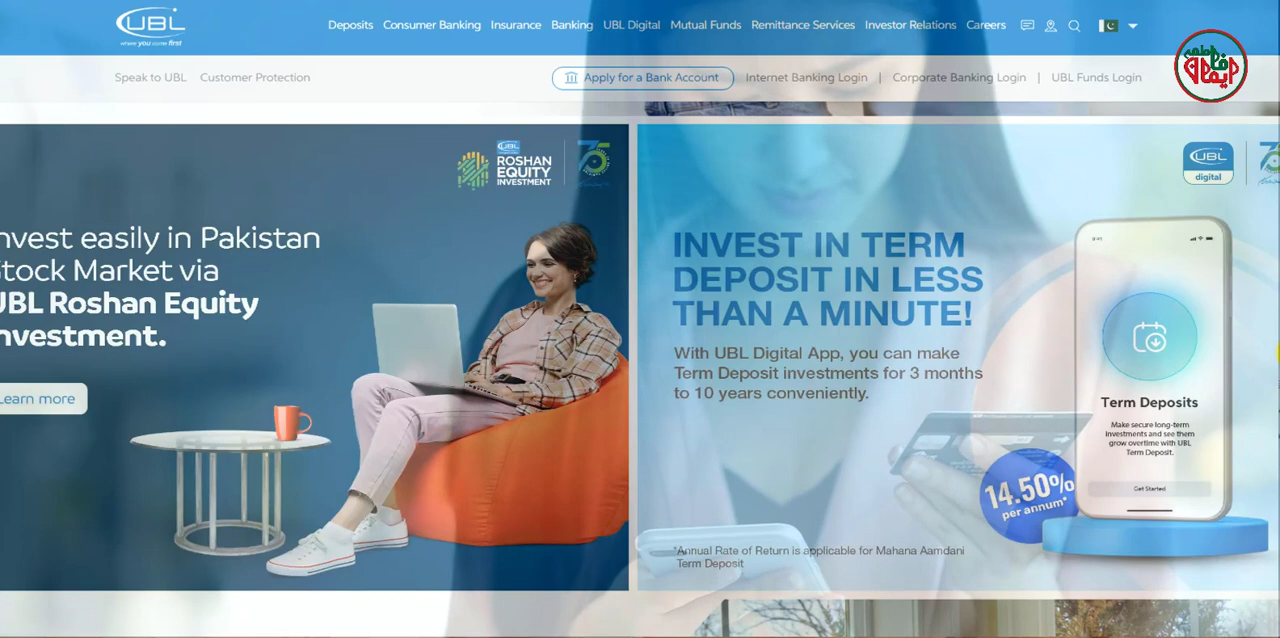 UBL
where you come first
Deposits Consumer Banking Insurance Banking UBL Digital Mutual Funds Remittance Services Investor Relations Careers
Speak to UBL Customer Protection
Apply for a Bank Account Internet Banking Login | Corporate Banking Login | UBL Funds Login
UBL
ROSHAN
EQUITY
INVESTMENT
75
nvest easily in Pakistan
tock Market via
UBL Roshan Equity
nvestment.
Learn more
UBL
digital
INVEST IN TERM
DEPOSIT IN LESS
THAN A MINUTE!
With UBL Digital App, you can make
Term Deposit investments for 3 months
to 10 years conveniently.
14.50%
per annum*
*Annual Rate of Return is applicable for Mahana Aamdani
Term Deposit
9:41
Term Deposits
Make secure long-term
investments and see them
grow overtime with UBL
Term Deposit.
Get Started